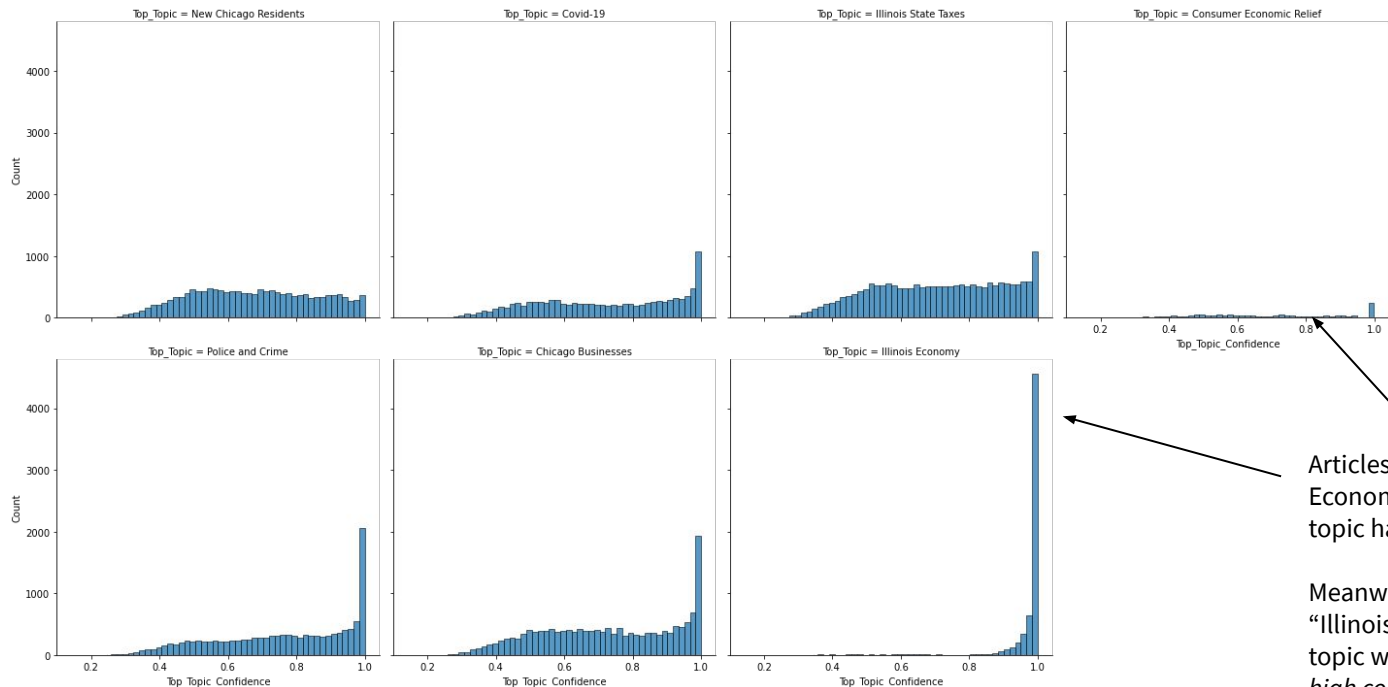 Top_Topic = New Chicago Residents
Top_Topic = Covid-19
Top_Topic = Illinois State Taxes
Top_Topic = Consumer Economic Relief
4000
3000
2000
1000
0
Count
0.2 0.4 0.6 0.8 1.0
Top_Topic_Confidence
Top_Topic = Police and Crime
Top_Topic = Chicago Businesses
Top_Topic = Illinois Economy
4000
3000
2000
1000
0
Count
0.2 0.4 0.6 0.8 1.0
Top_Topic_Confidence
0.2 0.4 0.6 0.8 1.0
Top_Topic_Confidence
0.2 0.4 0.6 0.8 1.0
Top_Topic_Confidence
Articles
Econom
topic ha
Meanw
“Illinois
topic w
high co